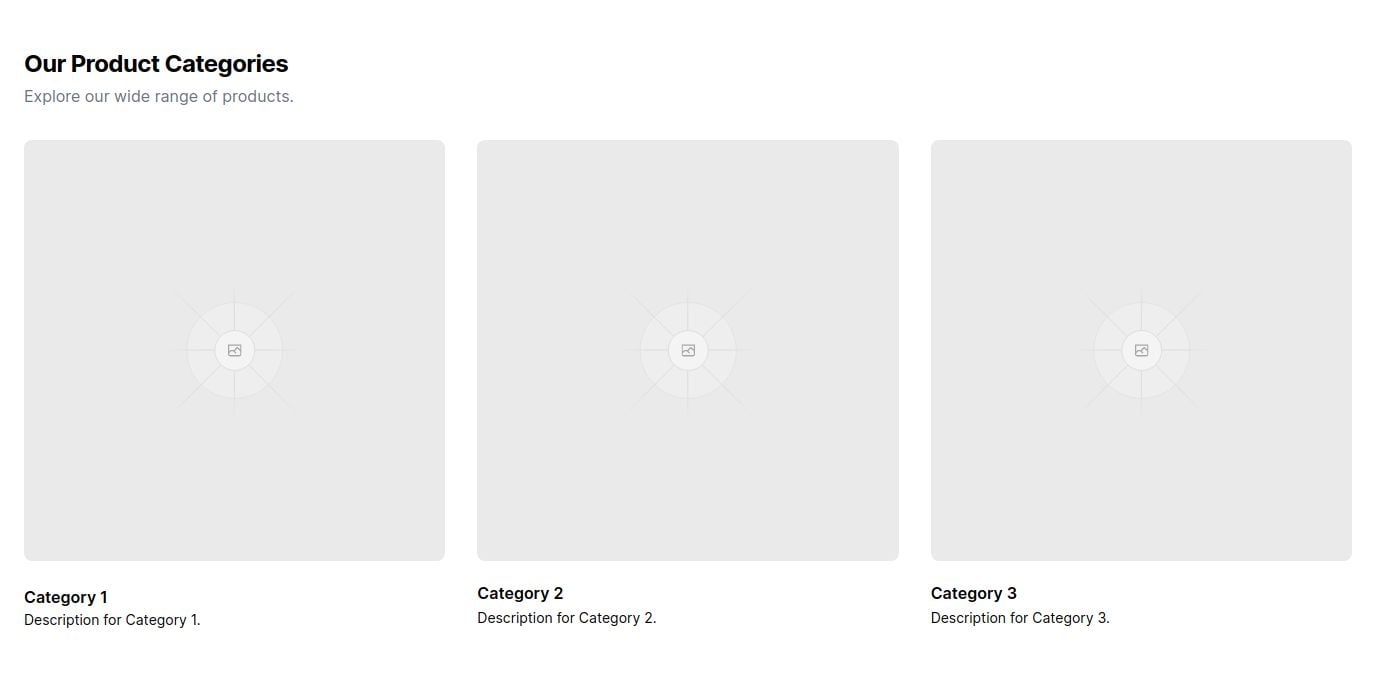 Our Product Categories
Explore our wide range of products.
Category 1
Description for Category 1.
Category 2
Description for Category 2.
Category 3
Description for Category 3.